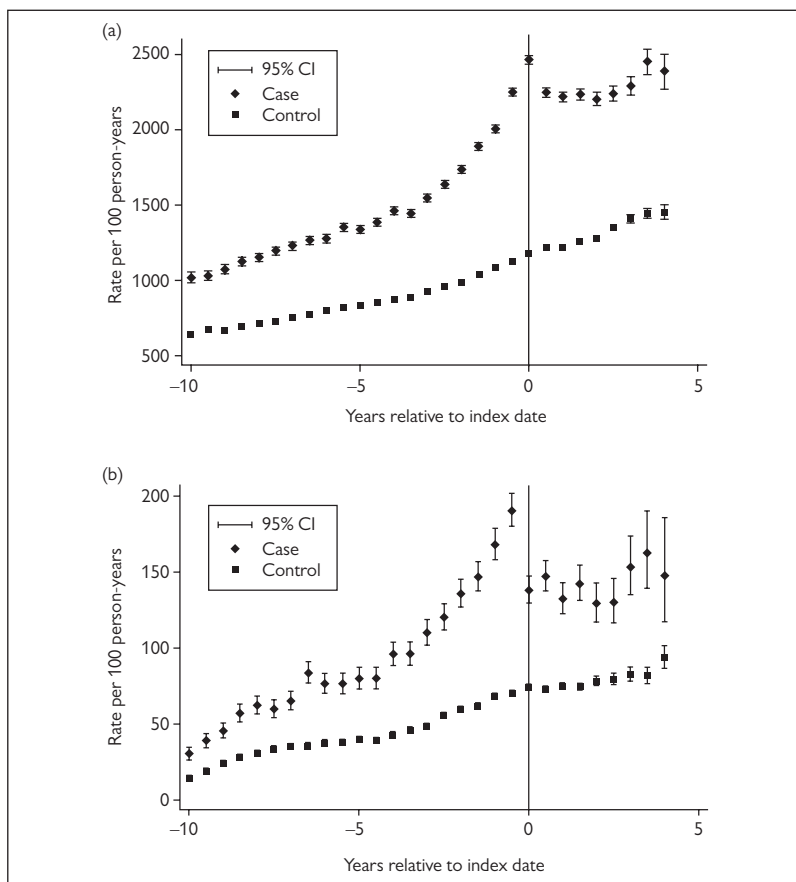 (a)
2500
2000
1500
1000
500
Rate per 100 person-years
95% CI
Case
Control
–10
–5
0
5
Years relative to index date
(b)
200
150
100
50
0
Rate per 100 person-years
95% CI
Case
Control
–10
–5
0
5
Years relative to index date